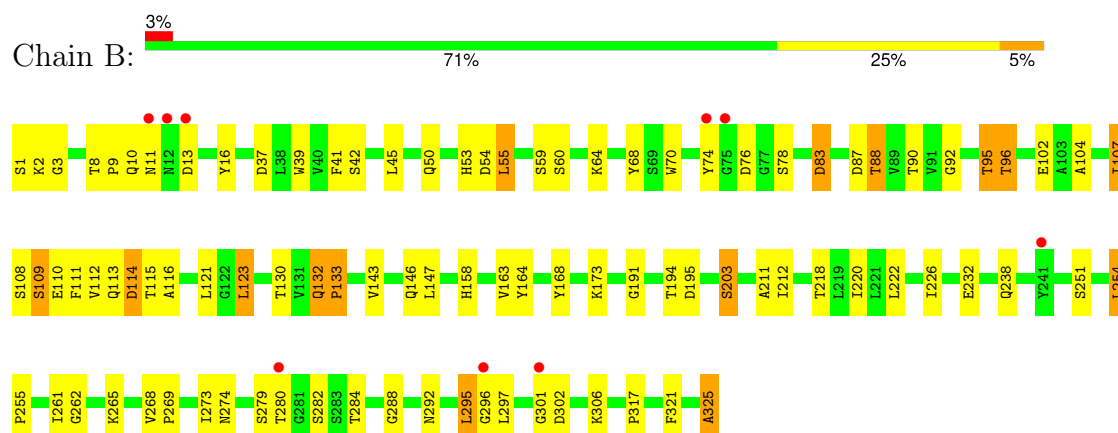 3%
Chain B:
71% 25% 5%
S1 K2 G3 T8 P9 Q10 N11 N12 D13 Y16 D37 L38 W39 V40 F41 S42 L45 Q50 H53 D54 L55 S59 S60 K64 Y68 S69 W70 Y74 G75 D76 G77 S78 D83 D87 T88 V89 T90 V91 G92 T95 T96 E102 A103 A104 I107
S108 S109 E110 F111 V112 Q113 D114 T115 A116 L121 G122 L123 T130 V131 Q132 P133 V143 Q146 L147 H158 V163 Y164 Y168 K173 G191 T194 D195 S203 A211 I212 T218 L219 I220 L221 L222 I226 E232 Q238 Y241 S251 L254
P255 I261 G262 K265 V268 P269 I273 N274 S279 T280 G281 S282 S283 T284 G288 N292 L295 G296 L297 G301 D302 K306 P317 F321 A325